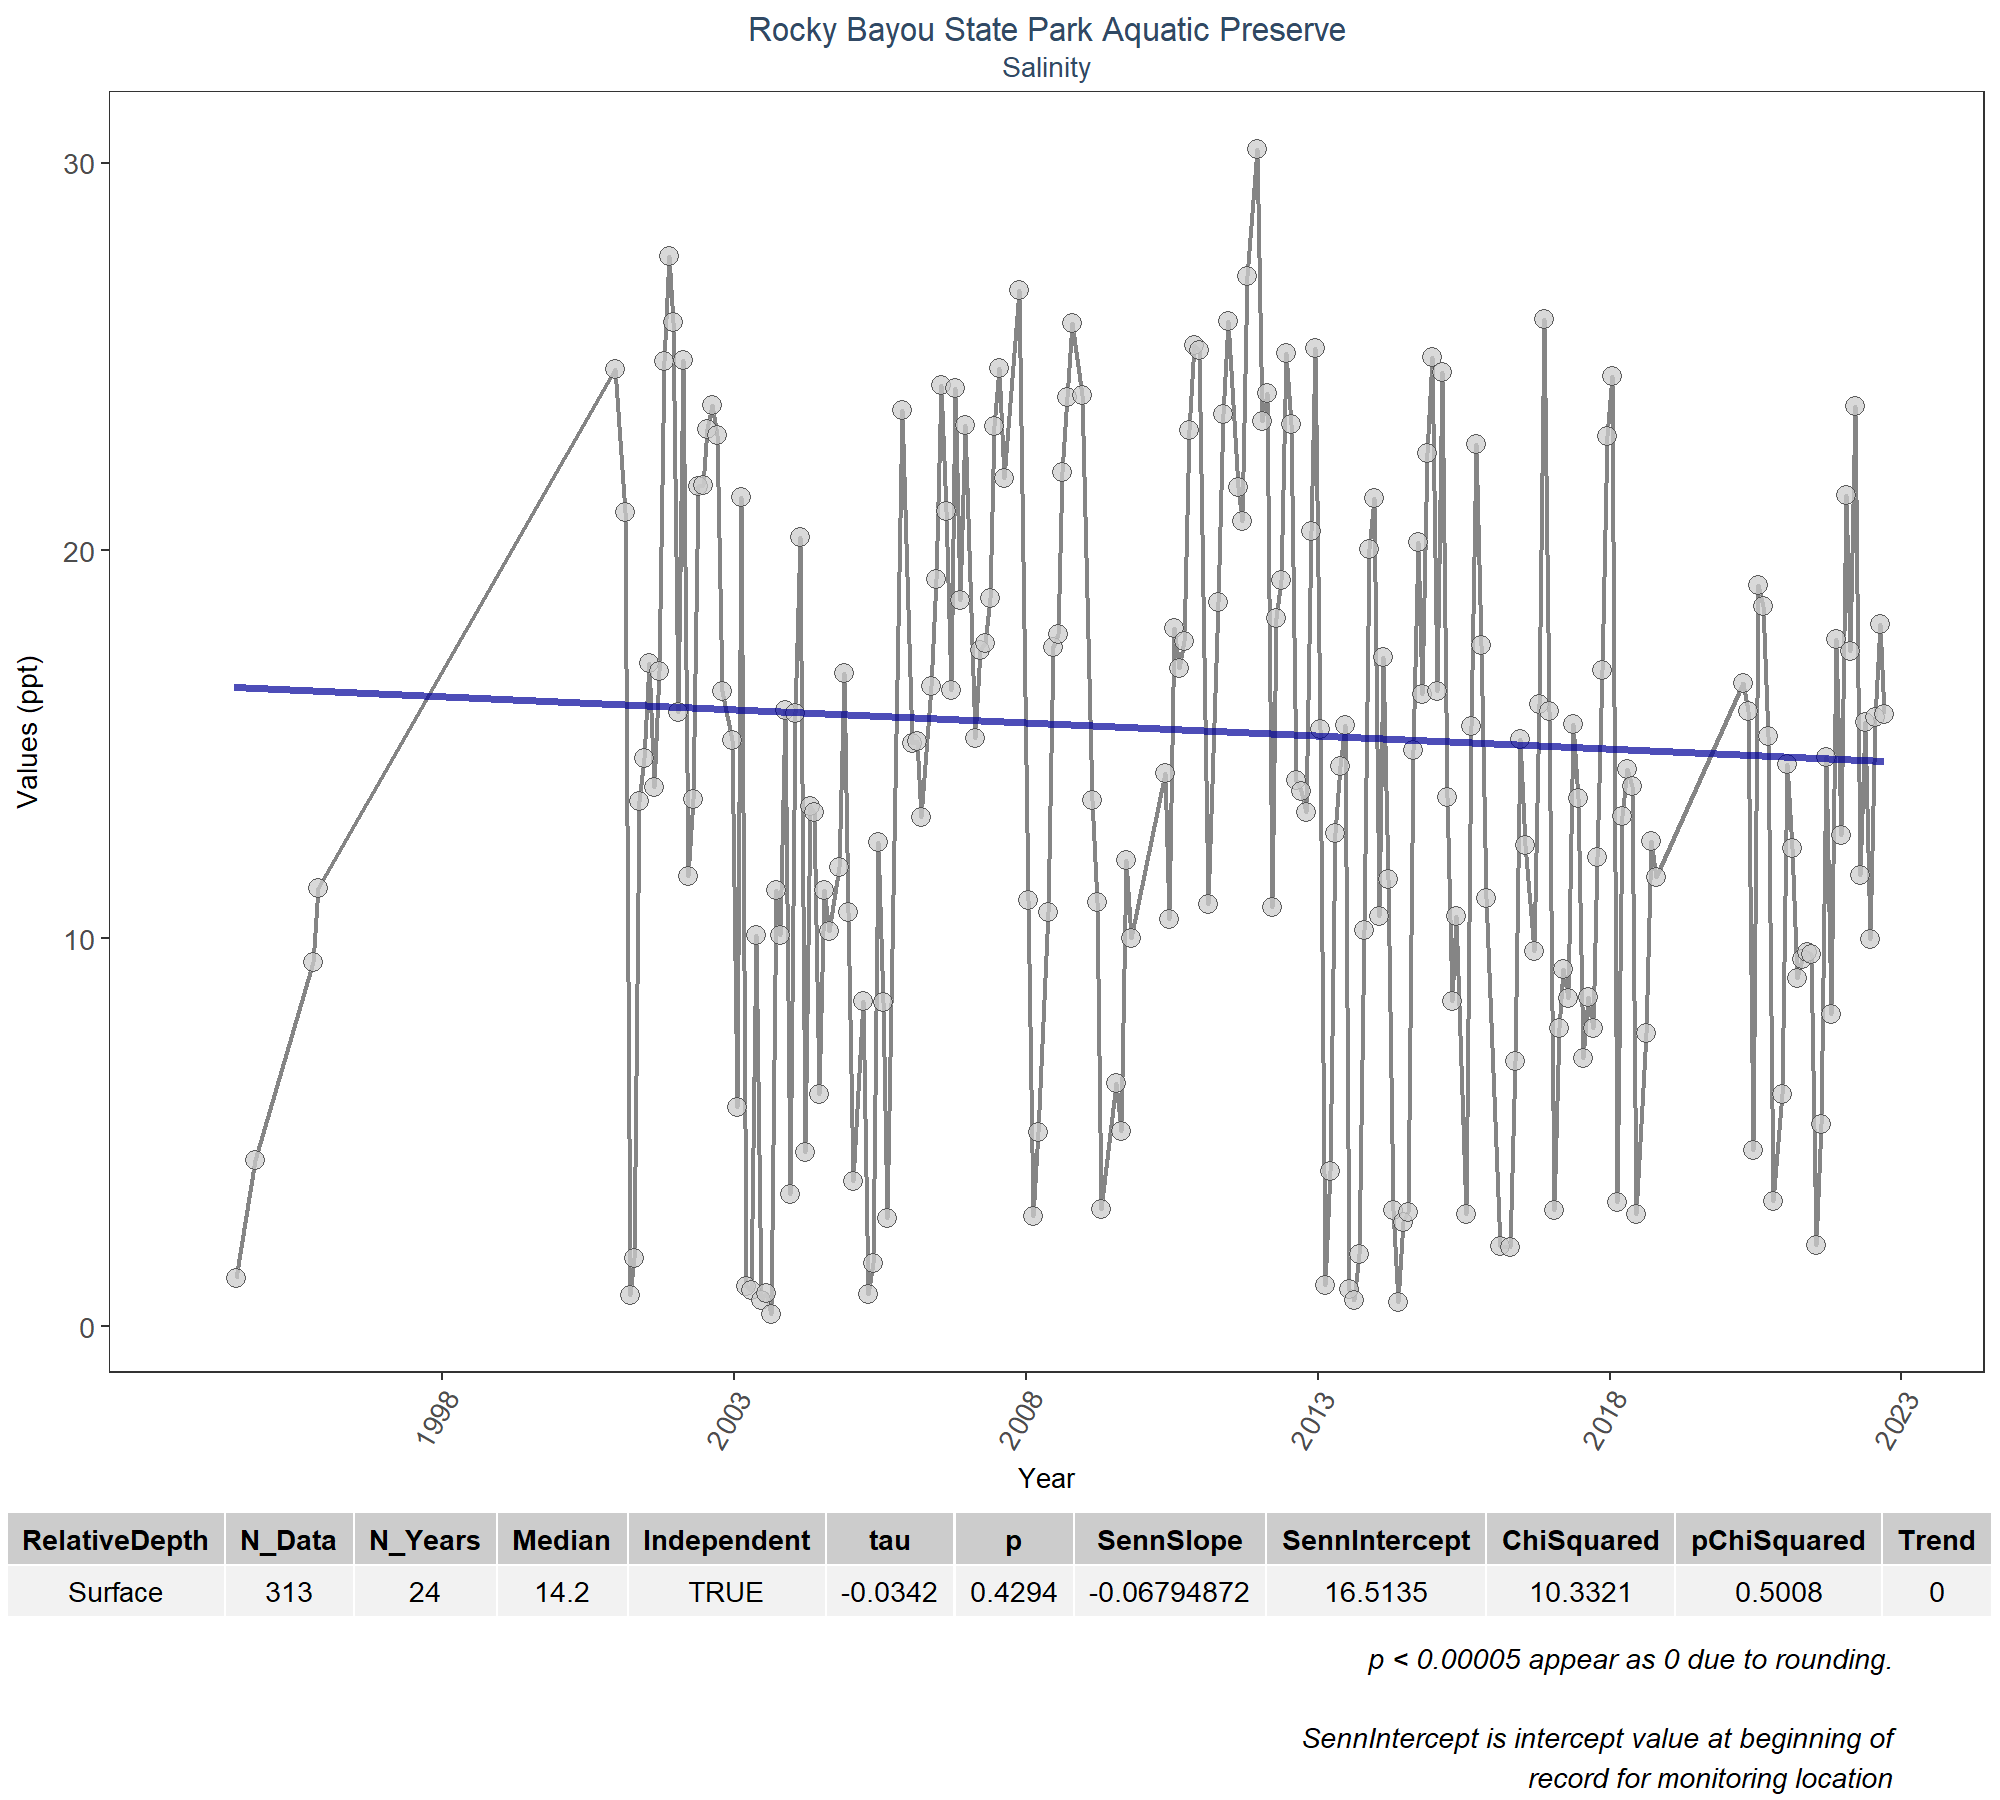 Rocky Bayou State Park Aquatic Preserve
Salinity
Values (ppt)
30
20
10
0
1998
2003
2008
2013
2018
2023
Year
RelativeDepth N_Data N_Years Median Independent tau p SennSlope SennIntercept ChiSquared pChiSquared Trend
Surface 313 24 14.2 TRUE -0.0342 0.4294 -0.06794872 16.5135 10.3321 0.5008 0
p < 0.00005 appear as 0 due to rounding.
SennIntercept is intercept value at beginning of
record for monitoring location